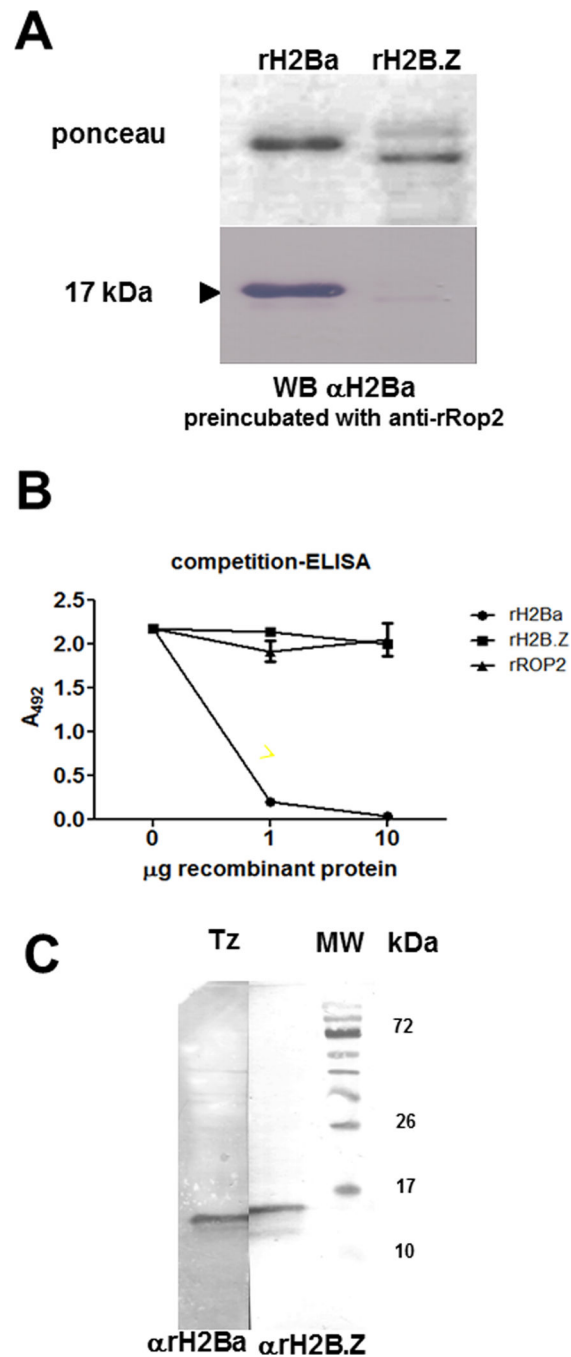 A
rH2Ba rH2B.Z
ponceau
17 kDa
WB αH2Ba
preincubated with anti-rRop2
B
competition-ELISA
2.5
2.0
1.5
1.0
0.5
0.0
A492
0 1 10
μg recombinant protein
rH2Ba
rH2B.Z
rROP2
C
Tz MW kDa
72
26
17
10
αrH2Ba αrH2B.Z